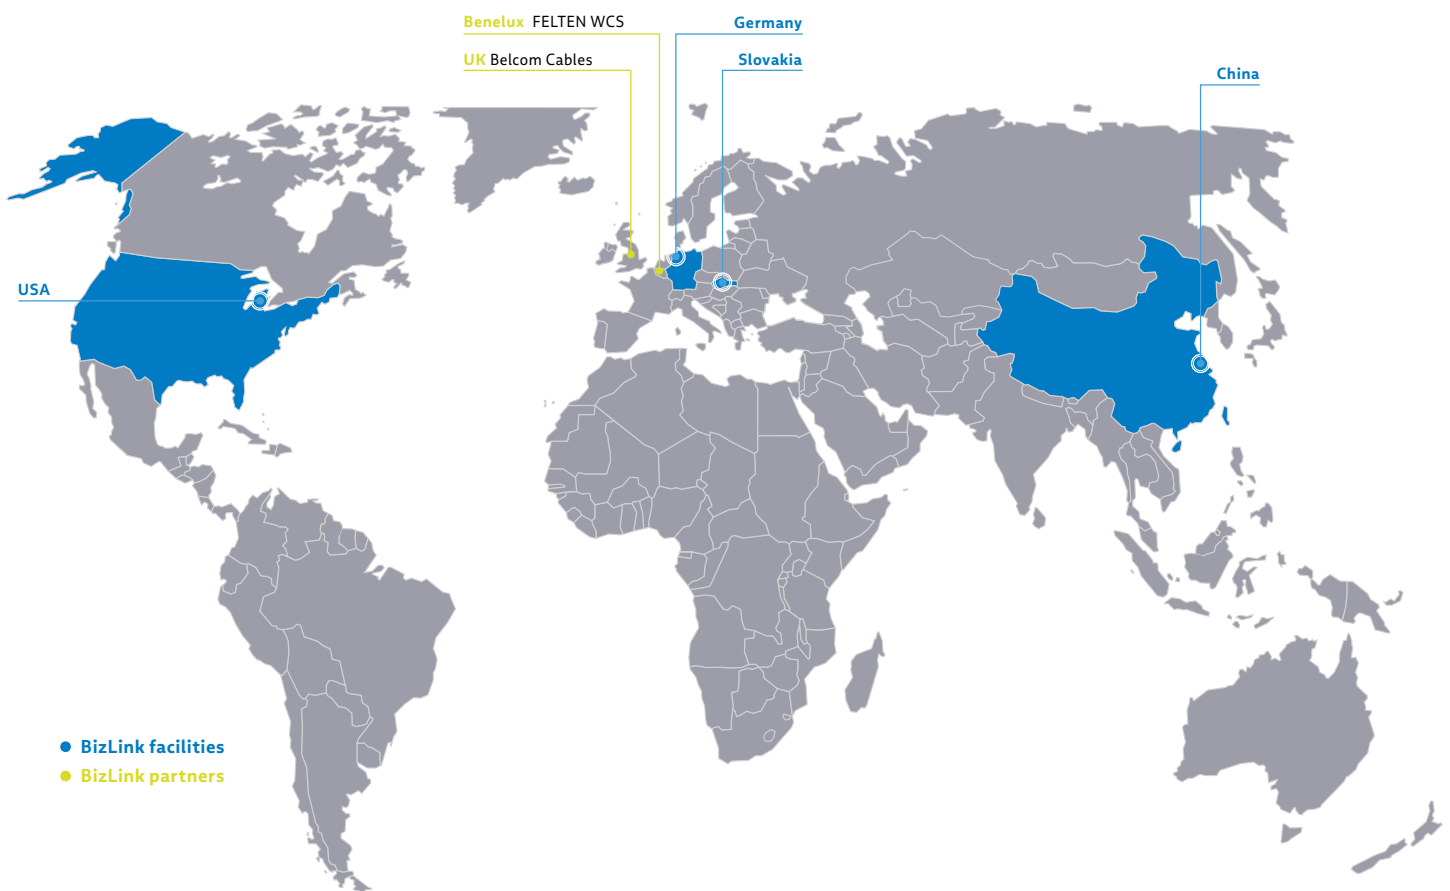 Benelux FELTEN WCS
Germany
UK Belcom Cables
Slovakia
China
USA
BizLink facilities
BizLink partners